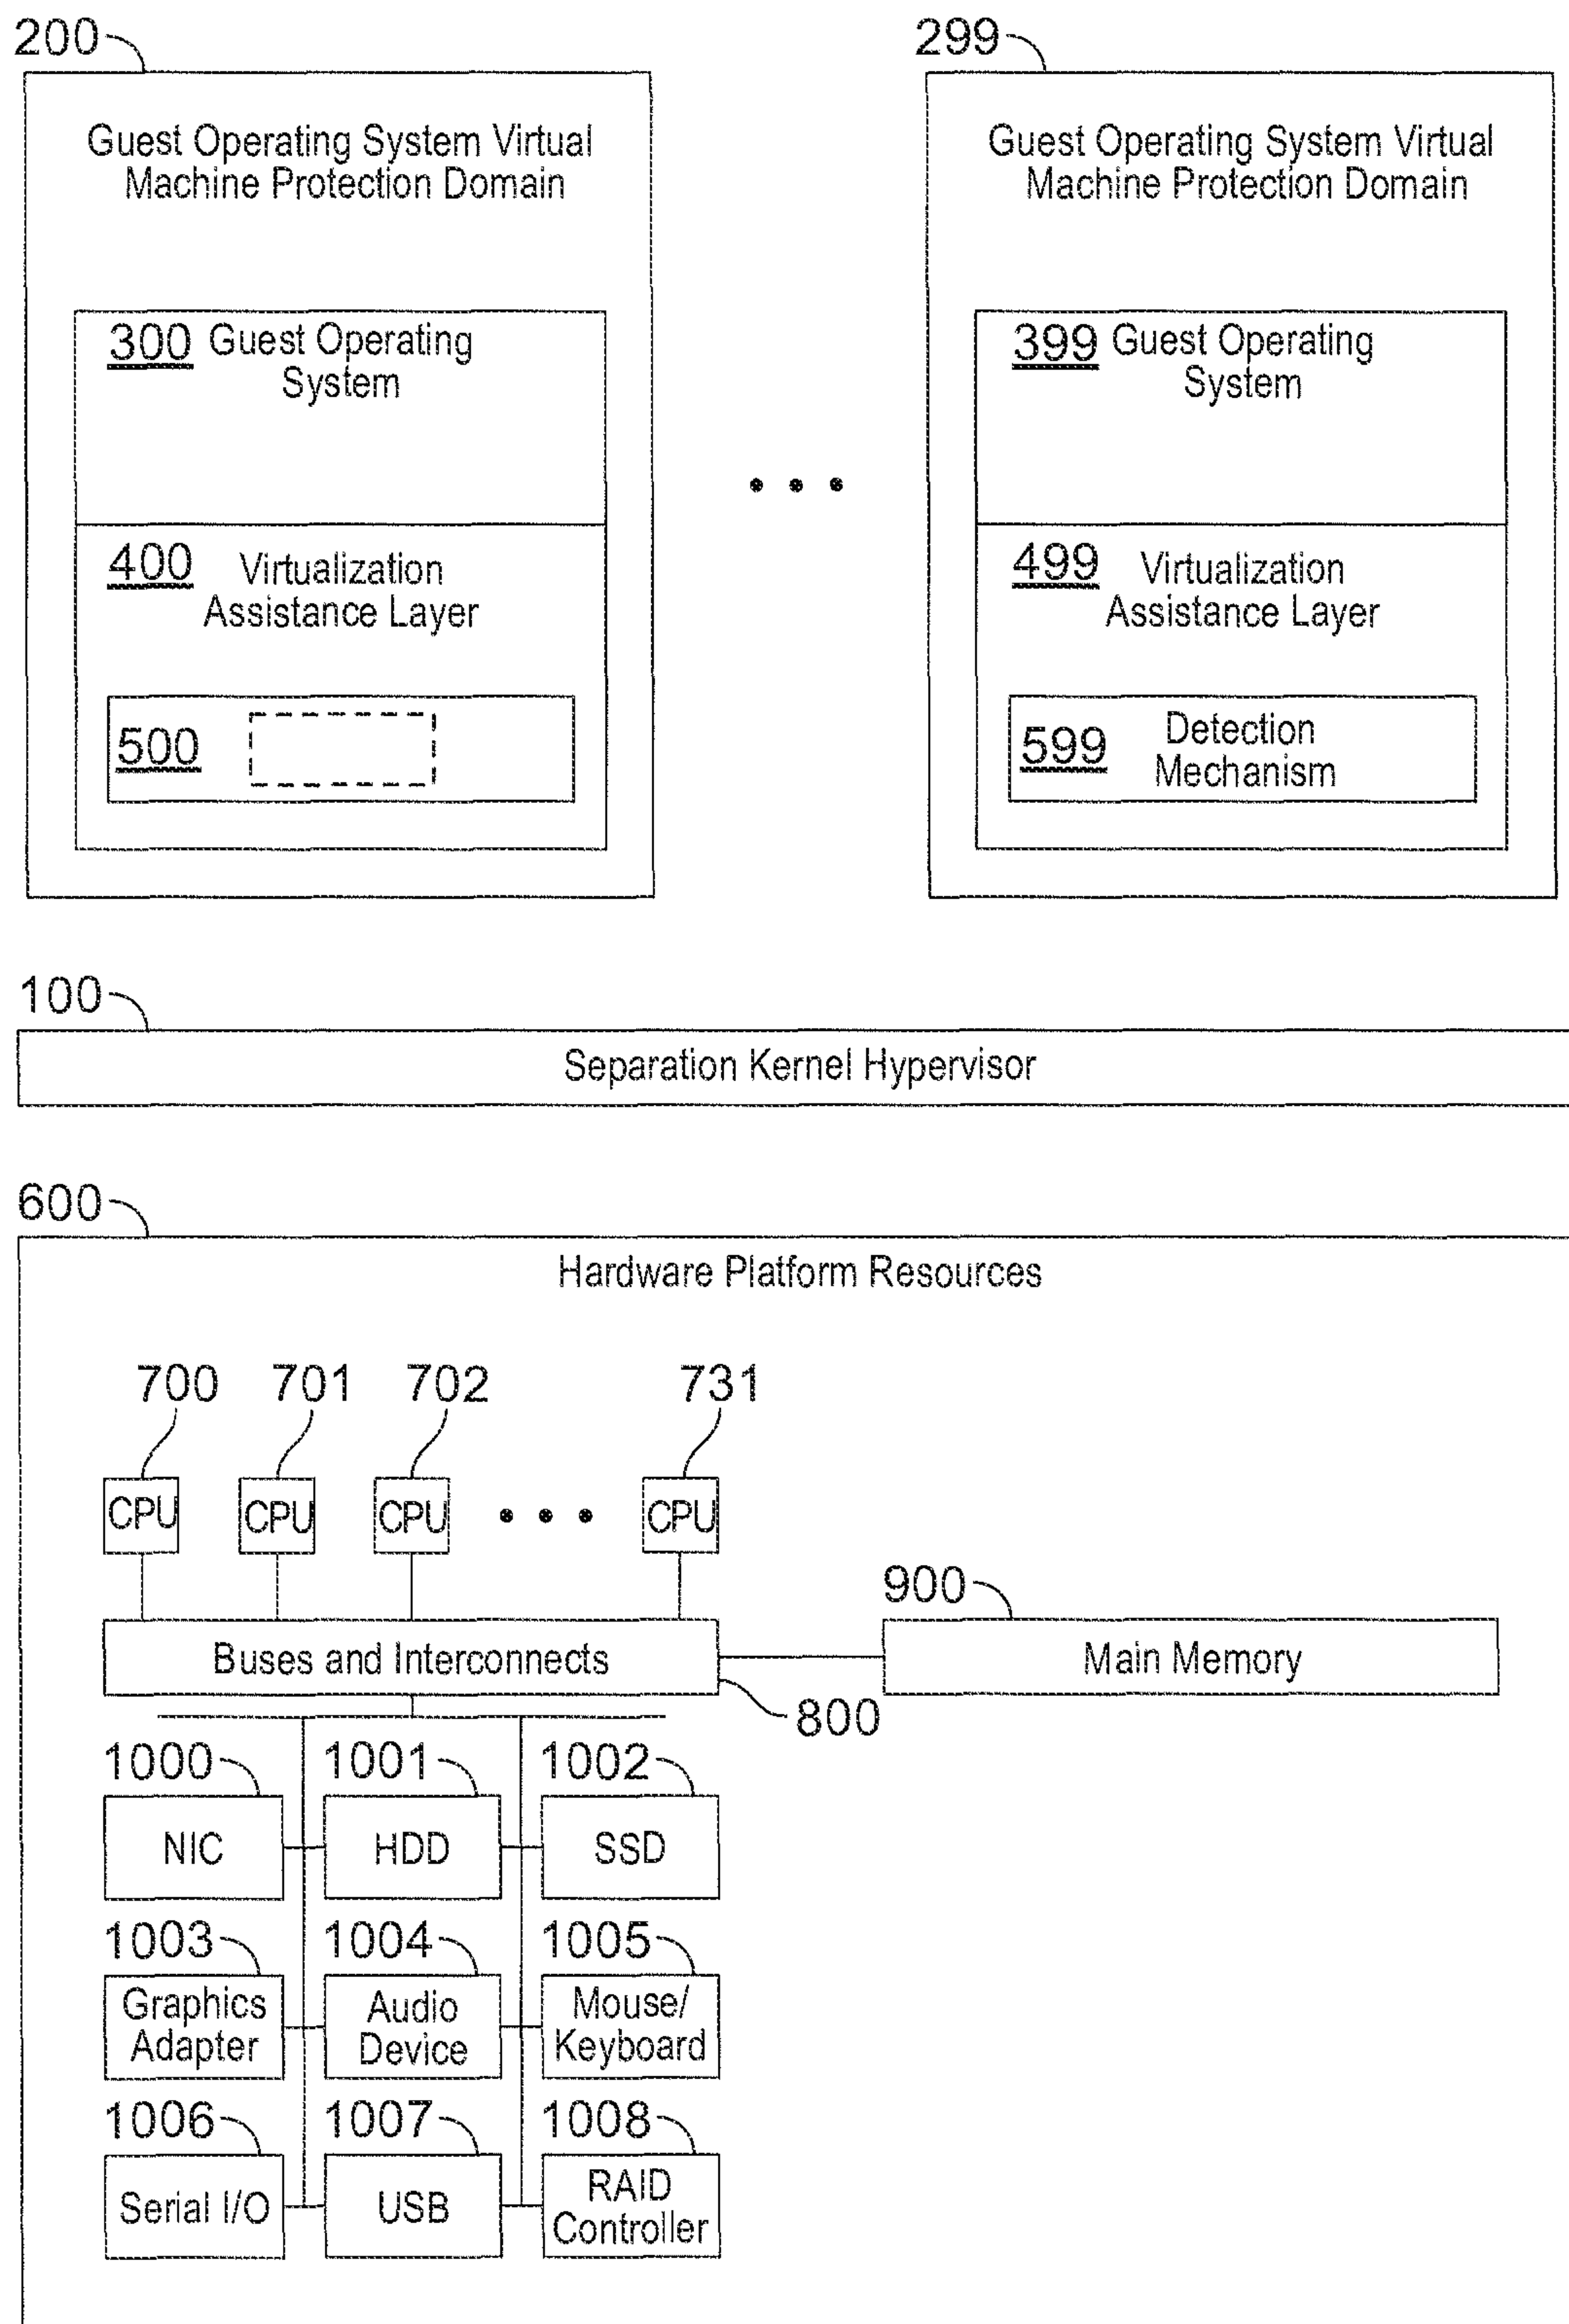 200
299
Guest Operating System Virtual
Machine Protection Domain
Guest Operating System Virtual
Machine Protection Domain
300 Guest Operating
System
399 Guest Operating
System
400 Virtualization
Assistance Layer
499 Virtualization
Assistance Layer
500
599 Detection
Mechanism
100
Separation Kernel Hypervisor
600
Hardware Platform Resources
700 701 702 731
CPU CPU CPU CPU
900
Buses and Interconnects
Main Memory
800
1000 1001 1002
NIC HDD SSD
1003 1004 1005
Graphics
Adapter
Audio
Device
Mouse/
Keyboard
1006 1007 1008
Serial I/O
USB
RAID
Controller